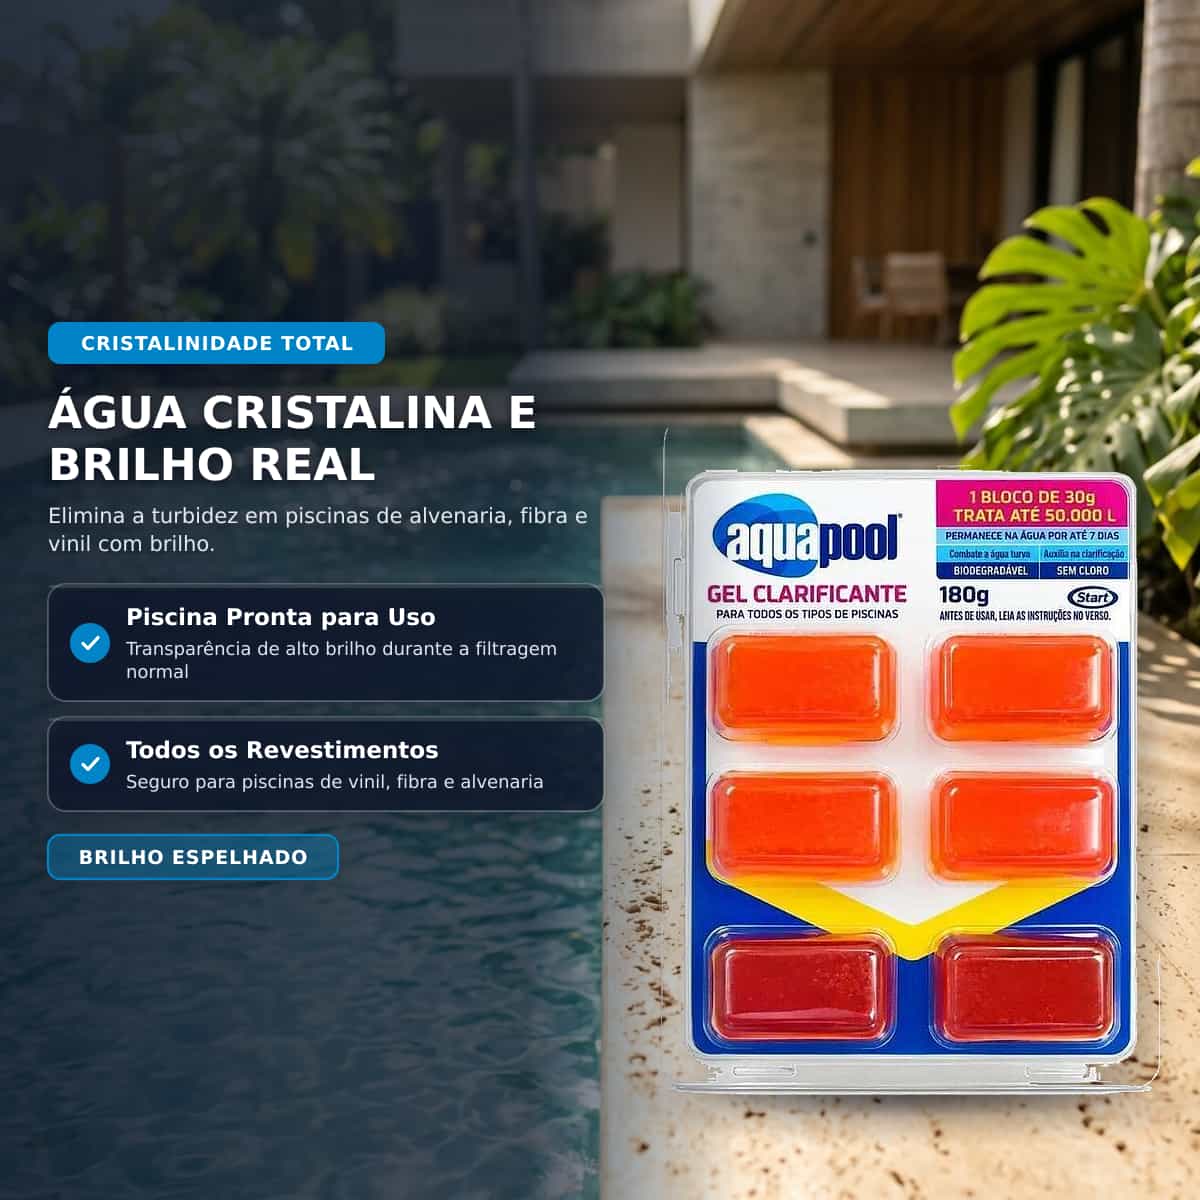 CRISTALINIDADE TOTAL
ÁGUA CRISTALINA E
BRILHO REAL
Elimina a turbidez em piscinas de alvenaria, fibra e
vinil com brilho.
Piscina Pronta para Uso
Transparência de alto brilho durante a filtragem
normal
Todos os Revestimentos
Seguro para piscinas de vinil, fibra e alvenaria
BRILHO ESPELHADO
aquapool
GEL CLARIFICANTE
PARA TODOS OS TIPOS DE PISCINAS
1 BLOCO DE 30g
TRATA ATÉ 50.000 L
PERMANECE NA ÁGUA POR ATÉ 7 DIAS
Combate a água turva
Auxilia na clarificação
BIODEGRADÁVEL
SEM CLORO
180g
Start
ANTES DE USAR, LEIA AS INSTRUÇÕES NO VERSO.